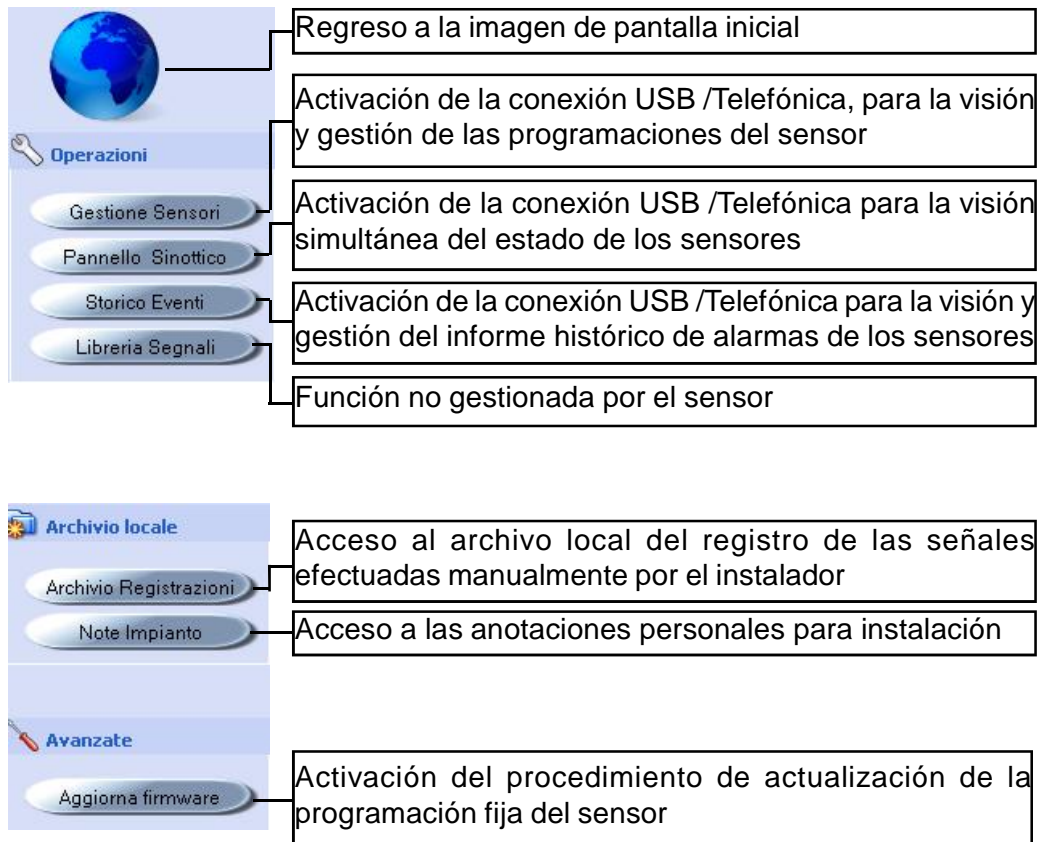 Regreso a la imagen de pantalla inicial
Activación de la conexión USB /Telefónica, para la visión
y gestión de las programaciones del sensor
Operazioni
Gestione Sensori
Activación de la conexión USB /Telefónica para la visión
simultánea del estado de los sensores
Pannello Sinottico
Storico Eventi
Activación de la conexión USB /Telefónica para la visión y
gestión del informe histórico de alarmas de los sensores
Libreria Segnali
Función no gestionada por el sensor
Archivio locale
Acceso al archivo local del registro de las señales
efectuadas manualmente por el instalador
Archivio Registrazioni
Note Impianto
Acceso a las anotaciones personales para instalación
Avanzate
Aggiorna firmware
Activación del procedimiento de actualización de la
programación fija del sensor